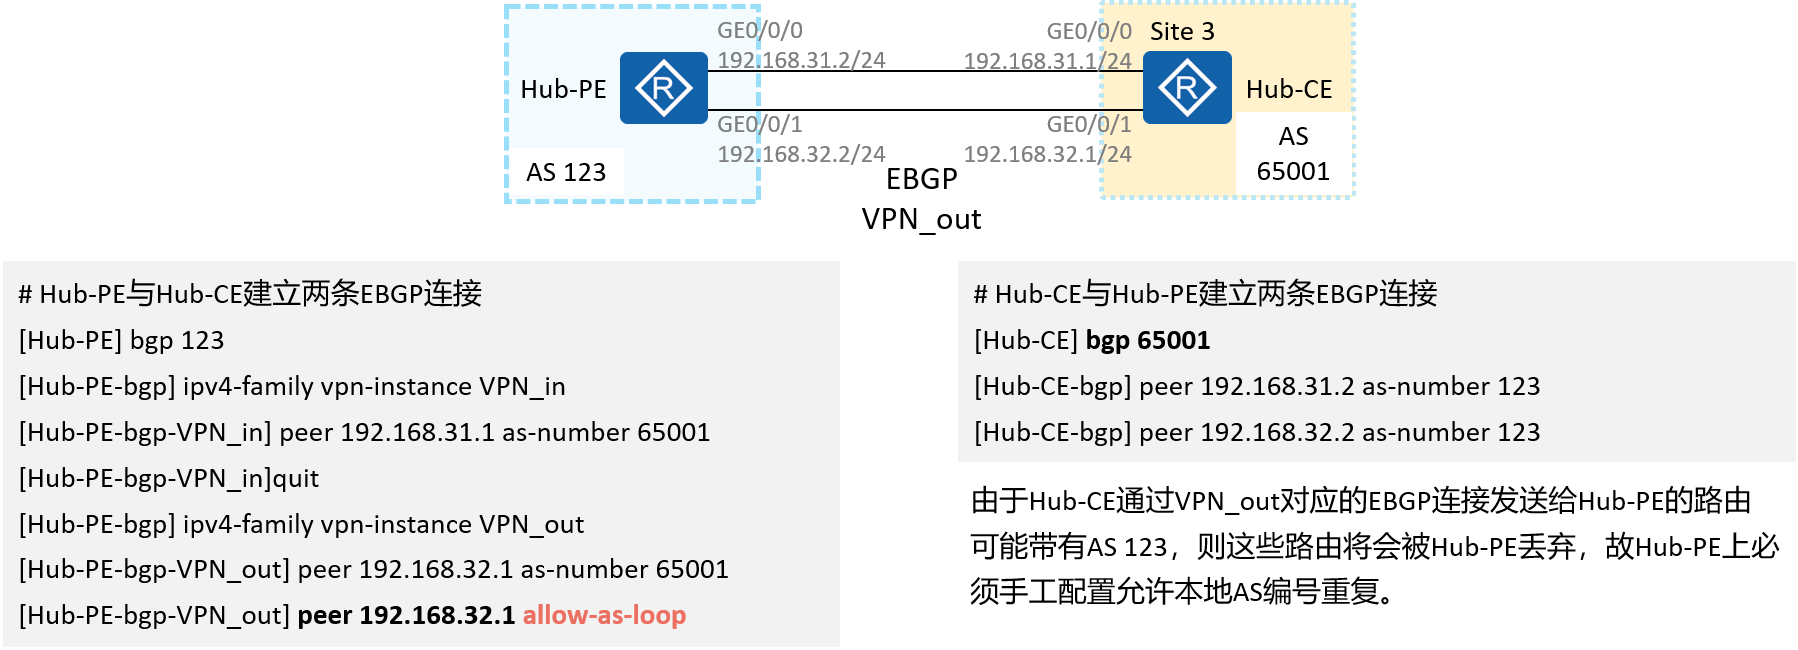 GE0/0/0
192.168.31.2/24
GE0/0/0
192.168.31.1/24
Site 3
Hub-PE
R
R
Hub-CE
GE0/0/1
192.168.32.2/24
GE0/0/1
192.168.32.1/24
AS 123
AS
65001
EBGP
VPN_out
# Hub-PE与Hub-CE建立两条EBGP连接
[Hub-PE] bgp 123
[Hub-PE-bgp] ipv4-family vpn-instance VPN_in
[Hub-PE-bgp-VPN_in] peer 192.168.31.1 as-number 65001
[Hub-PE-bgp-VPN_in]quit
[Hub-PE-bgp] ipv4-family vpn-instance VPN_out
[Hub-PE-bgp-VPN_out] peer 192.168.32.1 as-number 65001
[Hub-PE-bgp-VPN_out] peer 192.168.32.1 allow-as-loop
# Hub-CE与Hub-PE建立两条EBGP连接
[Hub-CE] bgp 65001
[Hub-CE-bgp] peer 192.168.31.2 as-number 123
[Hub-CE-bgp] peer 192.168.32.2 as-number 123
由于Hub-CE通过VPN_out对应的EBGP连接发送给Hub-PE的路由
可能带有AS 123，则这些路由将会被Hub-PE丢弃，故Hub-PE上必
须手工配置允许本地AS编号重复。